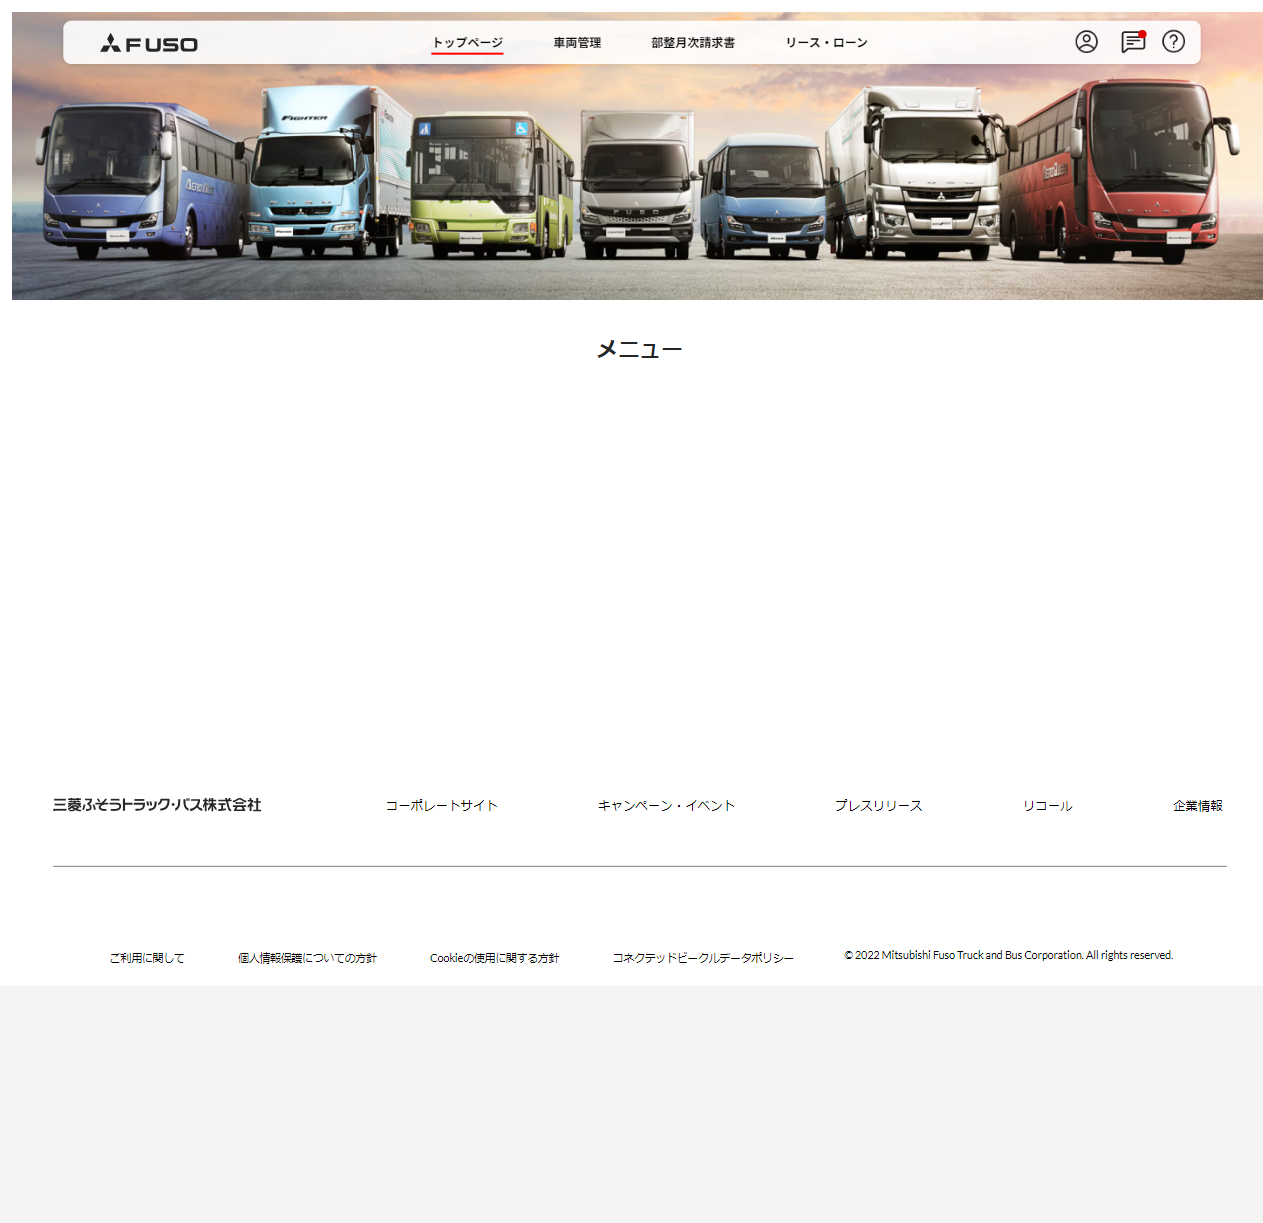 FUSO
トップページ
車両管理
部整月次請求書
リース・ローン
FIGHTER
FUSO
メニュー
三菱ふそうトラック・バス株式会社
コーポレートサイト
キャンペーン・イベント
プレスリリース
リコール
企業情報
ご利用に関して
個人情報保護についての方針
Cookieの使用に関する方針
コネクテッドビークルデータポリシー
© 2022 Mitsubishi Fuso Truck and Bus Corporation. All rights reserved.